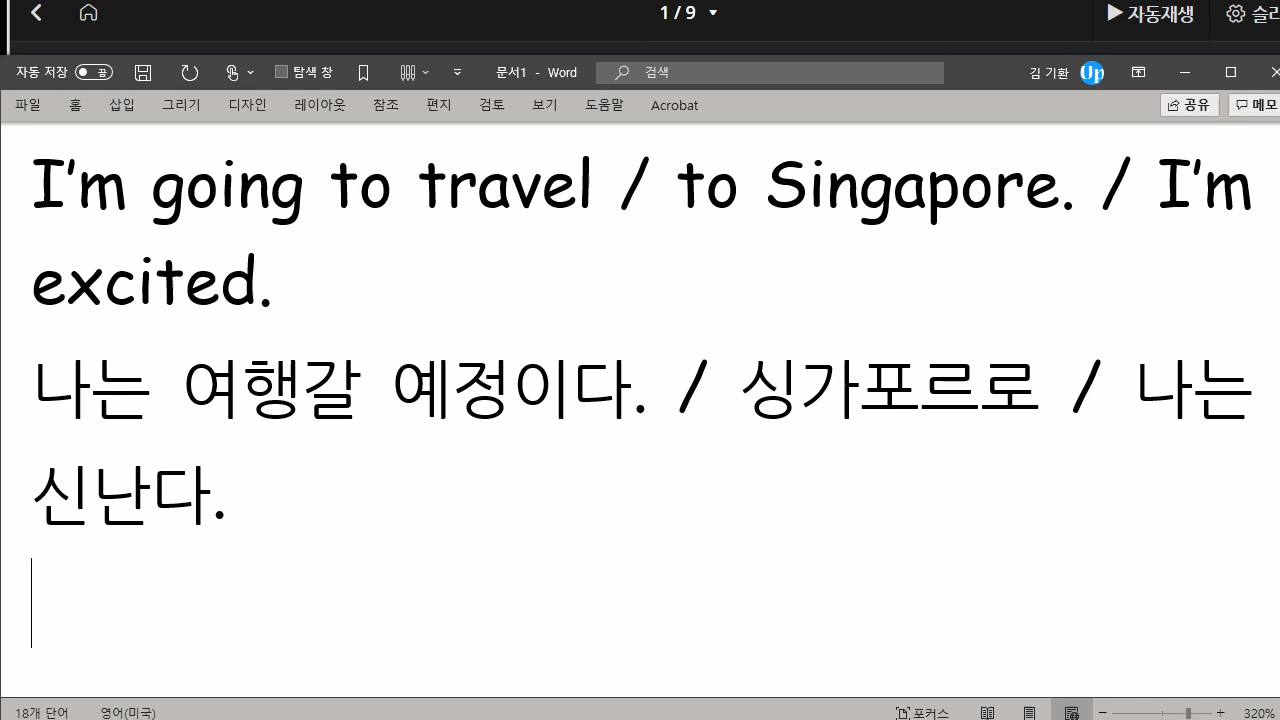 1 / 9 자동재생
자동 저장 끔 탐색 창 문서1 - Word 검색 김 기환 Up
파일 홈 삽입 그리기 디자인 레이아웃 참조 편지 검토 보기 도움말 Acrobat 공유 메모
I'm going to travel / to Singapore. / I'm
excited.
나는 여행갈 예정이다. / 싱가포르로 / 나는
신난다.
18개 단어 영어(미국) 포커스 320%